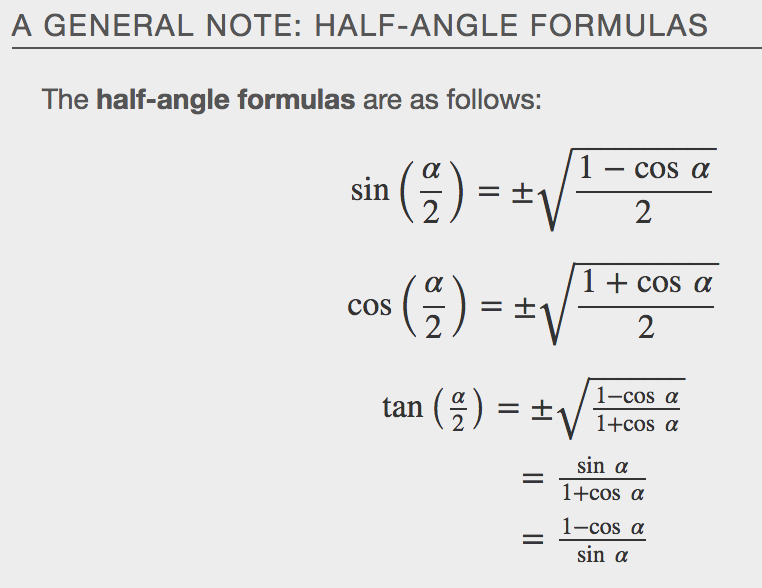 A GENERAL NOTE: HALF-ANGLE FORMULAS
The half-angle formulas are as follows:
sin (α/2) = ±√((1 − cos α)/2)
cos (α/2) = ±√((1 + cos α)/2)
tan (α/2) = ±√((1−cos α)/(1+cos α))
= (sin α)/(1+cos α)
= (1−cos α)/(sin α)